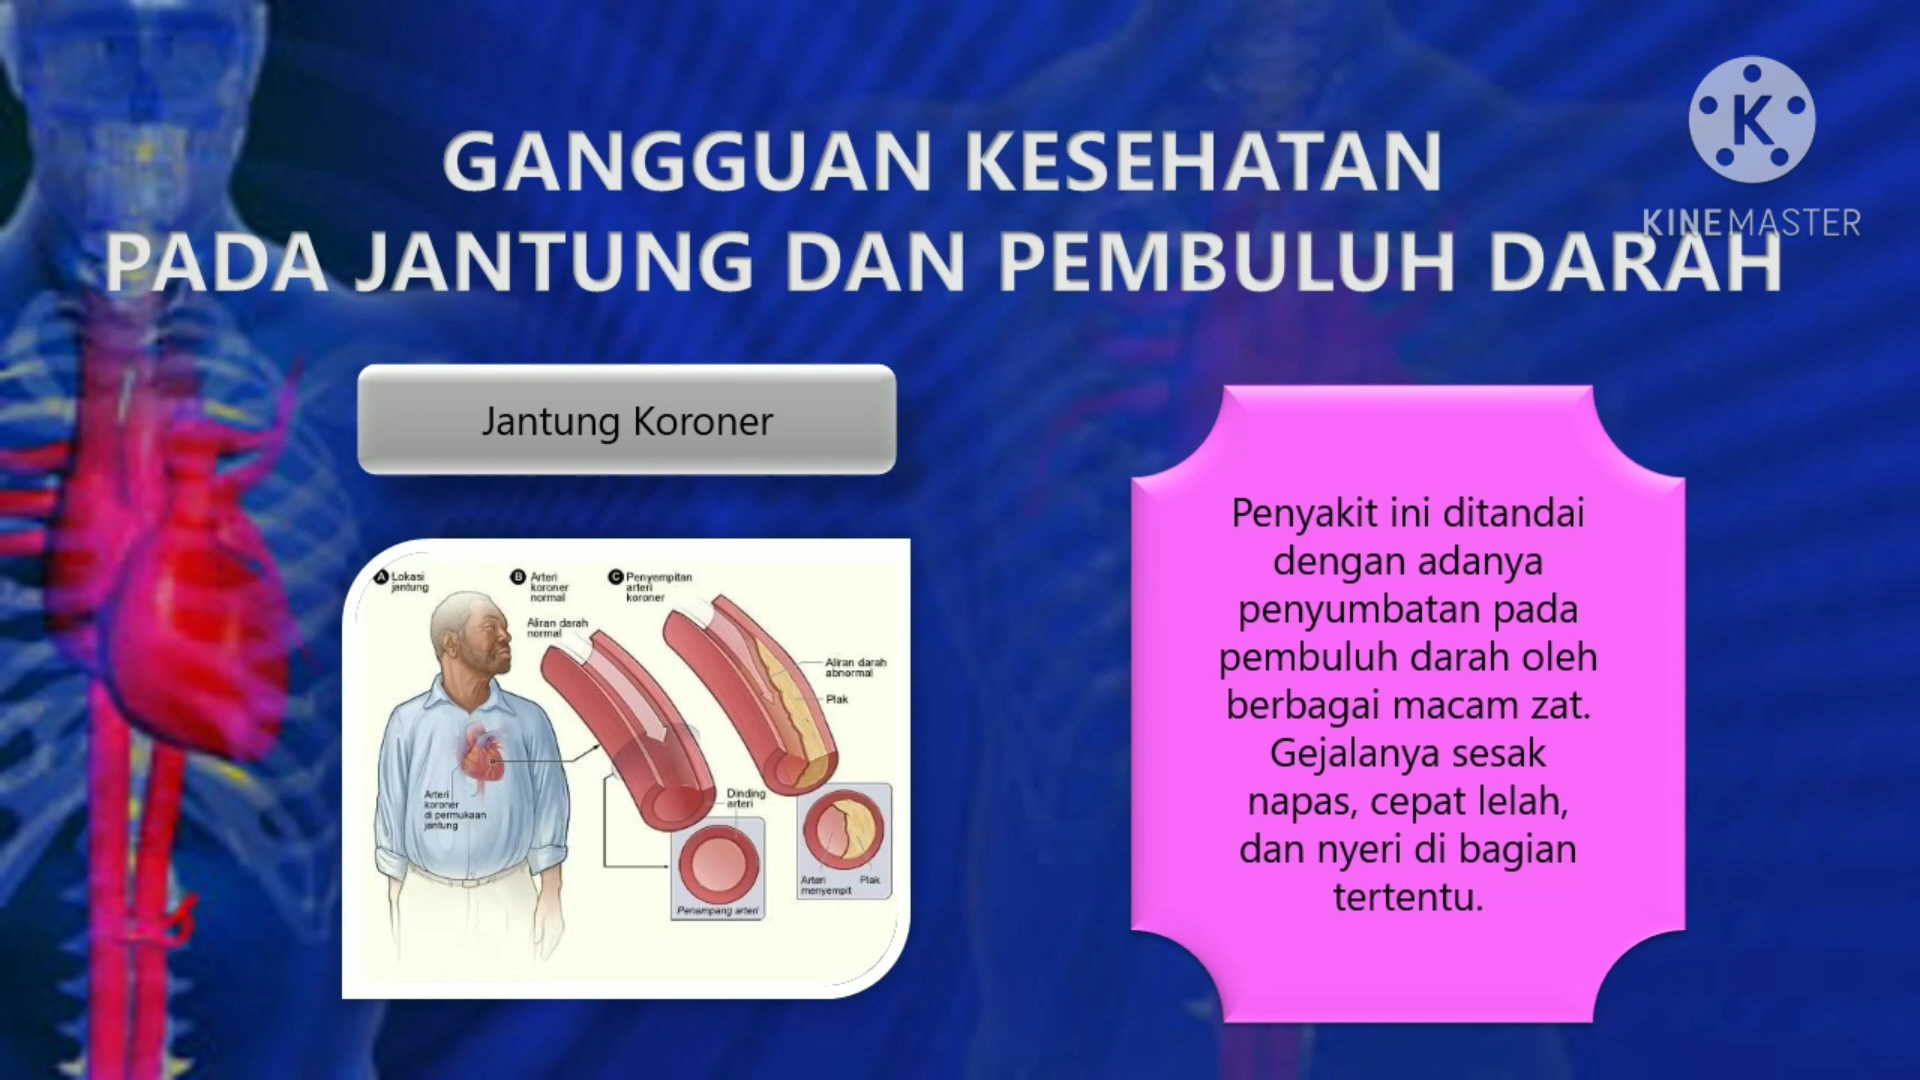 GANGGUAN KESEHATAN
PADA JANTUNG DAN PEMBULUH DARAH
K
KINEMASTER
Jantung Koroner
A Lokasi
jantung
B Arteri
koroner
normal
C Penyempitan
arteri
koroner
Aliran darah
normal
Aliran darah
abnormal
Plak
Arteri
koroner
di permukaan
jantung
Dinding
arteri
Penampang arteri
Arteri
menyempit
Plak
Penyakit ini ditandai
dengan adanya
penyumbatan pada
pembuluh darah oleh
berbagai macam zat.
Gejalanya sesak
napas, cepat lelah,
dan nyeri di bagian
tertentu.